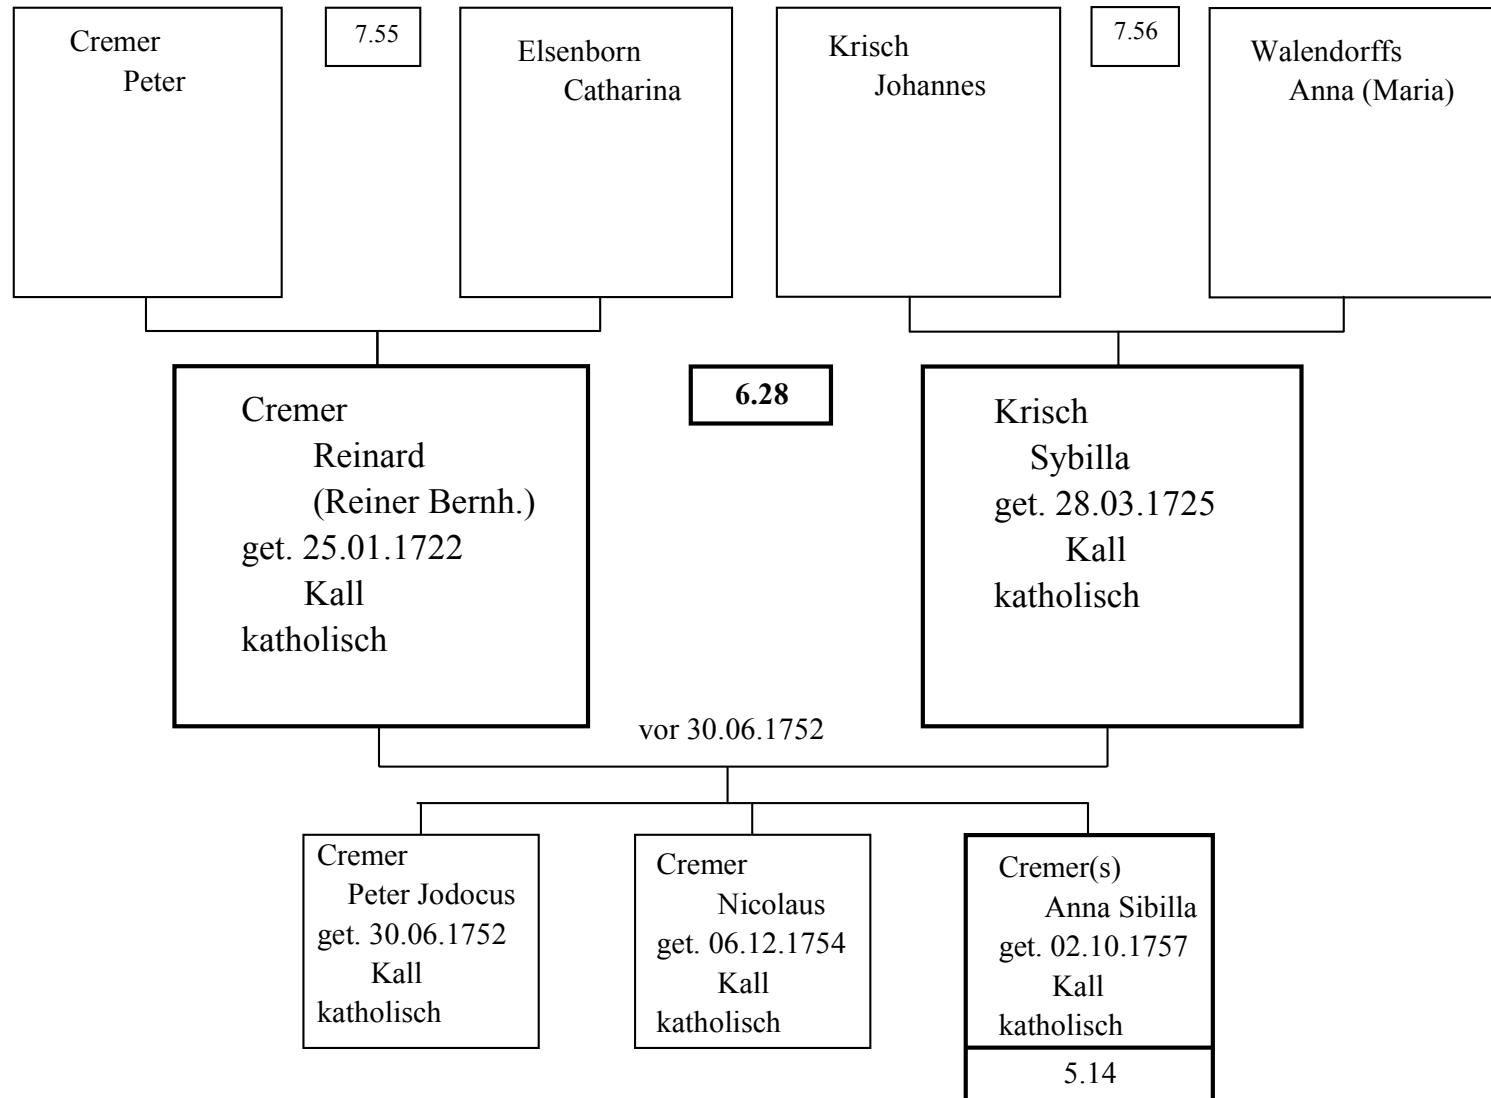 Cremer
Peter
7.55
Elsenborn
Catharina
Krisch
Johannes
7.56
Walendorffs
Anna (Maria)
Cremer
Reinard
(Reiner Bernh.)
get. 25.01.1722
Kall
katholisch
6.28
Krisch
Sybilla
get. 28.03.1725
Kall
katholisch
vor 30.06.1752
Cremer
Peter Jodocus
get. 30.06.1752
Kall
katholisch
Cremer
Nicolaus
get. 06.12.1754
Kall
katholisch
Cremer(s)
Anna Sibilla
get. 02.10.1757
Kall
katholisch
5.14